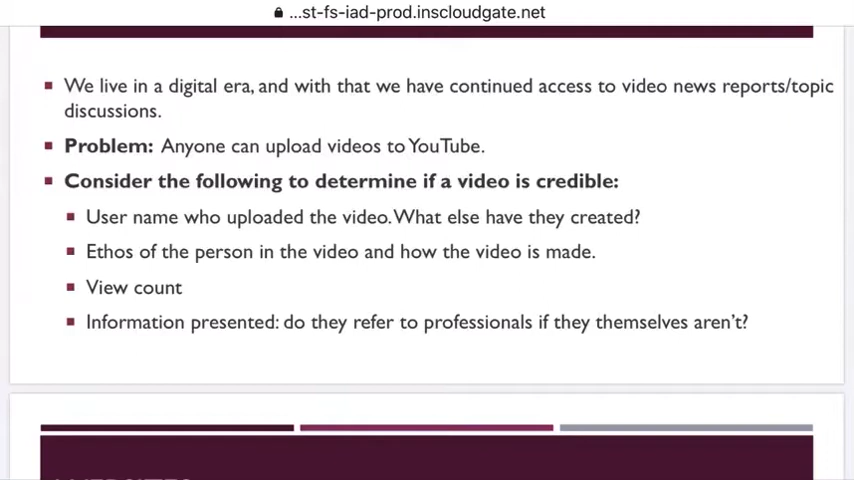 ...st-fs-iad-prod.inscloudgate.net
We live in a digital era, and with that we have continued access to video news reports/topic
discussions.
Problem: Anyone can upload videos to YouTube.
Consider the following to determine if a video is credible:
User name who uploaded the video. What else have they created?
Ethos of the person in the video and how the video is made.
View count
Information presented: do they refer to professionals if they themselves aren't?